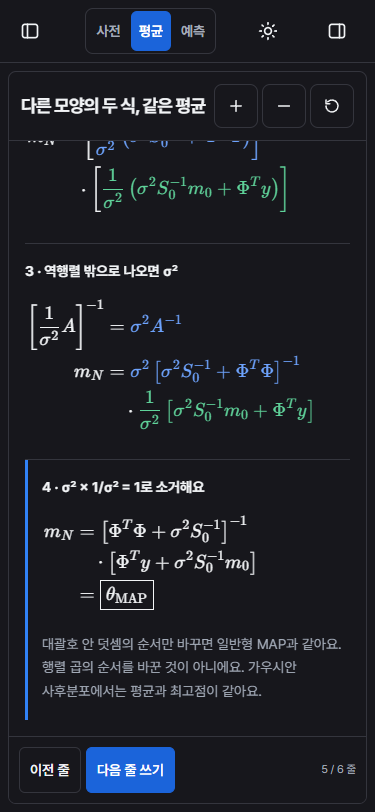 사전 평균 예측
다른 모양의 두 식, 같은 평균
· [1/σ² (σ²S₀⁻¹m₀ + Φᵀy)]
3 · 역행렬 밖으로 나오면 σ²
[1/σ² A]⁻¹ = σ²A⁻¹
m_N = σ² [σ²S₀⁻¹ + ΦᵀΦ]⁻¹
· 1/σ² [σ²S₀⁻¹m₀ + Φᵀy]
4 · σ² × 1/σ² = 1로 소거해요
m_N = [ΦᵀΦ + σ²S₀⁻¹]⁻¹
· [Φᵀy + σ²S₀⁻¹m₀]
= θ_MAP
대괄호 안 덧셈의 순서만 바꾸면 일반형 MAP과 같아요.
행렬 곱의 순서를 바꾼 것이 아니에요. 가우시안
사후분포에서는 평균과 최고점이 같아요.
이전 줄 다음 줄 쓰기 5 / 6 줄